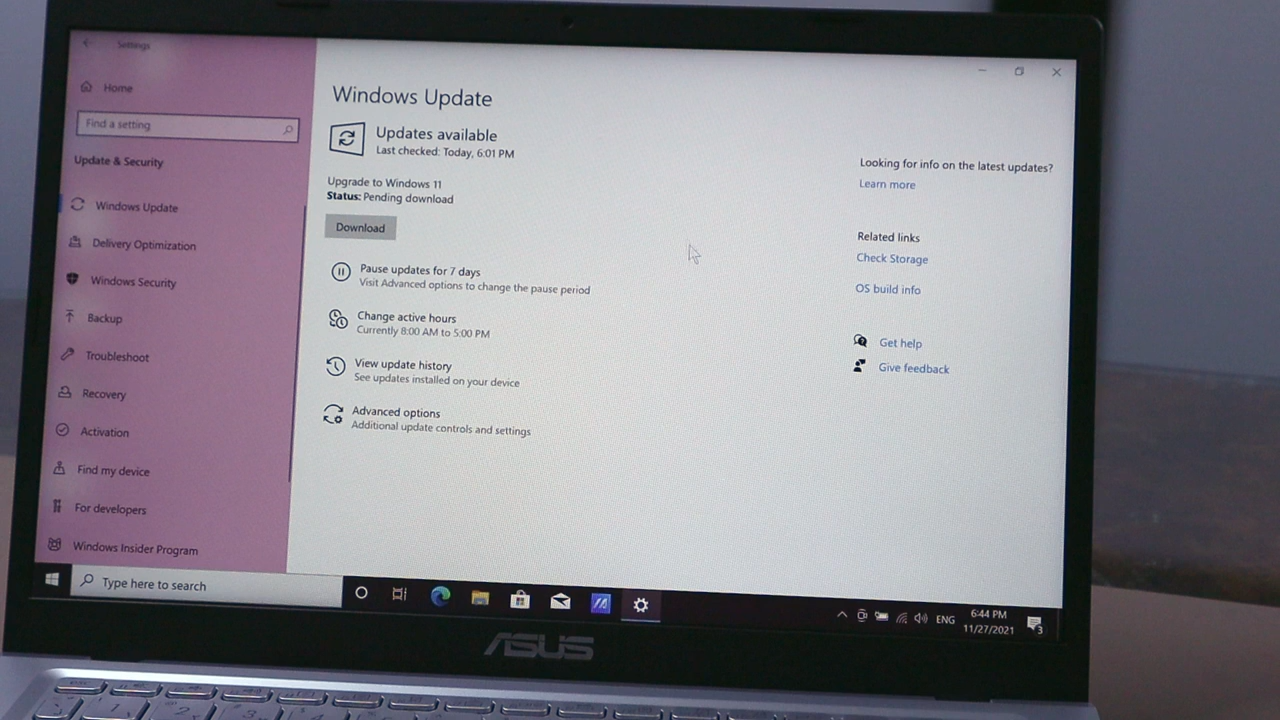 Settings
Home
Find a setting
Update & Security
Windows Update
Delivery Optimization
Windows Security
Backup
Troubleshoot
Recovery
Activation
Find my device
For developers
Windows Insider Program
Windows Update
Updates available
Last checked: Today, 6:01 PM
Upgrade to Windows 11
Status: Pending download
Download
Pause updates for 7 days
Visit Advanced options to change the pause period
Change active hours
Currently 8:00 AM to 5:00 PM
View update history
See updates installed on your device
Advanced options
Additional update controls and settings
Looking for info on the latest updates?
Learn more
Related links
Check Storage
OS build info
Get help
Give feedback
Type here to search
ENG
6:44 PM
11/27/2021
3
ASUS